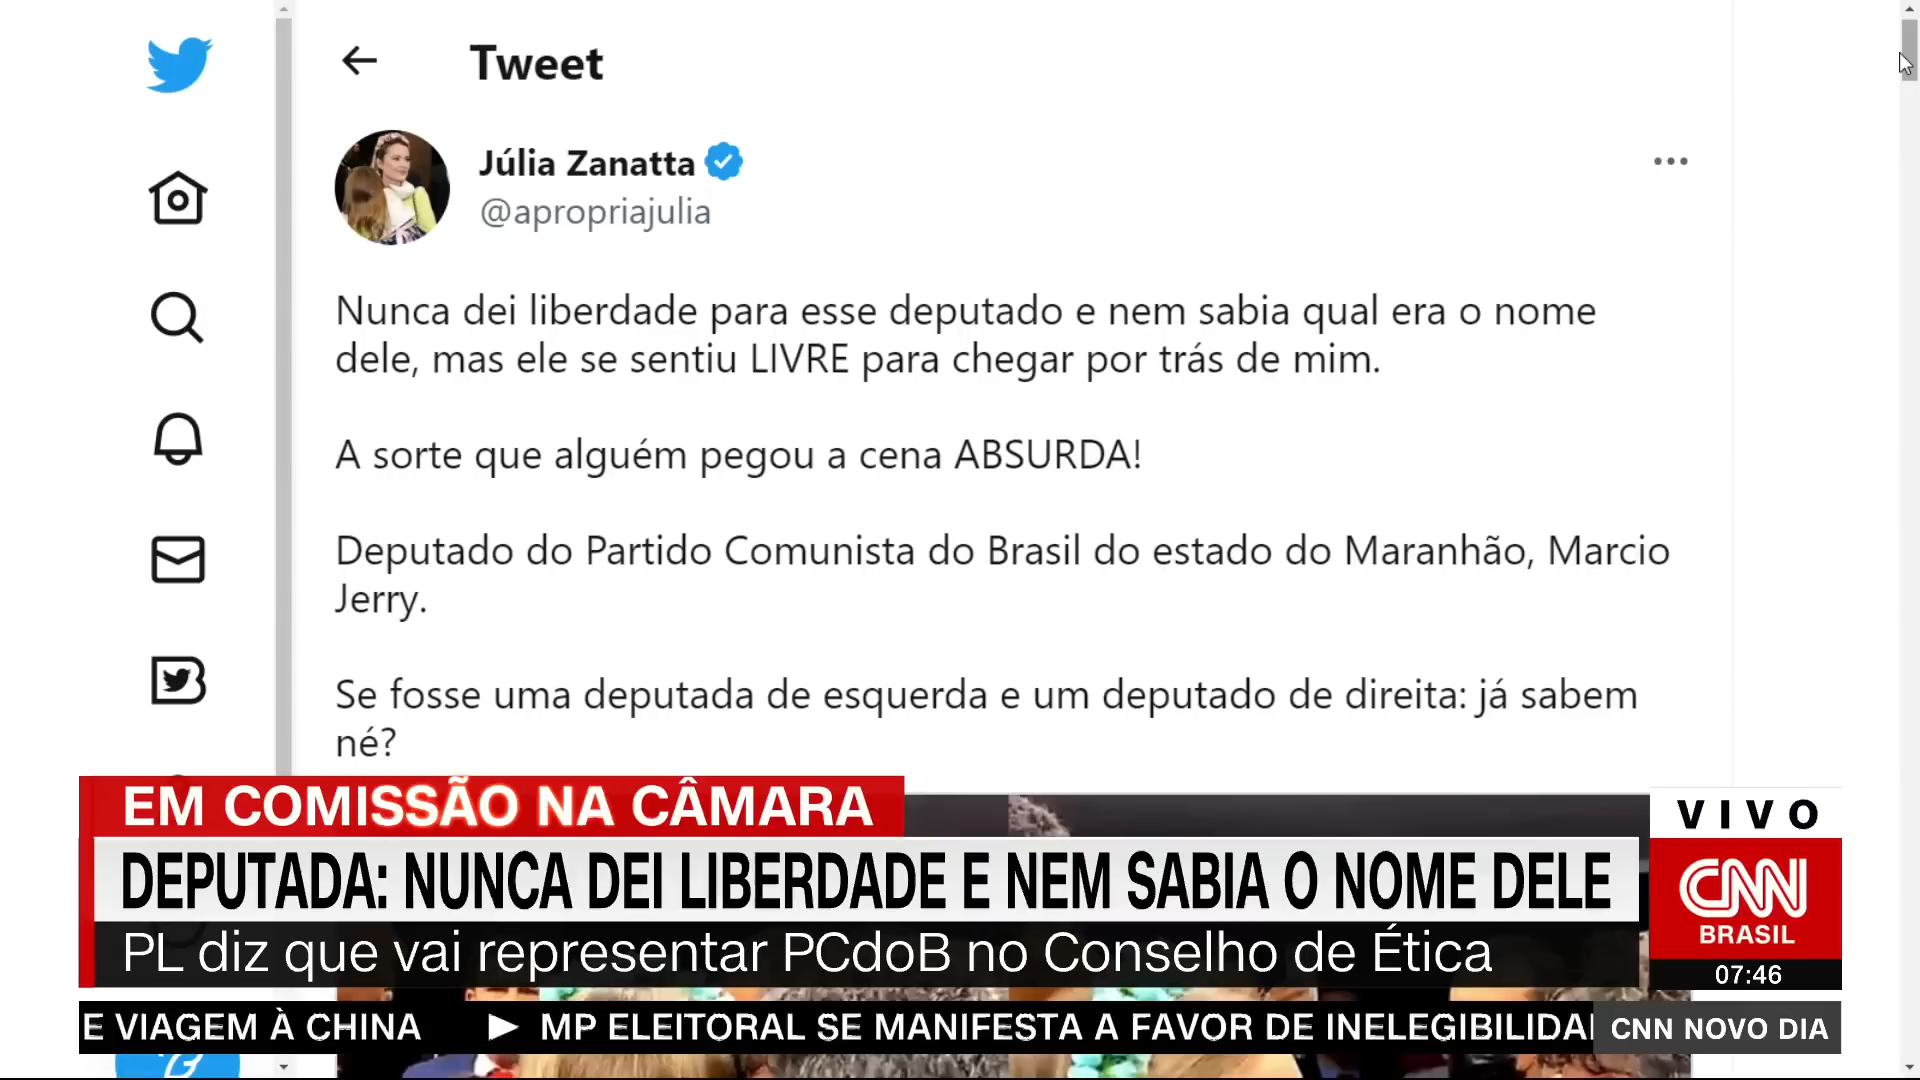 Tweet
Júlia Zanatta
@apropriajulia
Nunca dei liberdade para esse deputado e nem sabia qual era o nome
dele, mas ele se sentiu LIVRE para chegar por trás de mim.
A sorte que alguém pegou a cena ABSURDA!
Deputado do Partido Comunista do Brasil do estado do Maranhão, Marcio
Jerry.
Se fosse uma deputada de esquerda e um deputado de direita: já sabem
né?
EM COMISSÃO NA CÂMARA
DEPUTADA: NUNCA DEI LIBERDADE E NEM SABIA O NOME DELE
PL diz que vai representar PCdoB no Conselho de Ética
VIVO
CNN
BRASIL
07:46
E VIAGEM À CHINA ▶ MP ELEITORAL SE MANIFESTA A FAVOR DE INELEGIBILIDA
CNN NOVO DIA